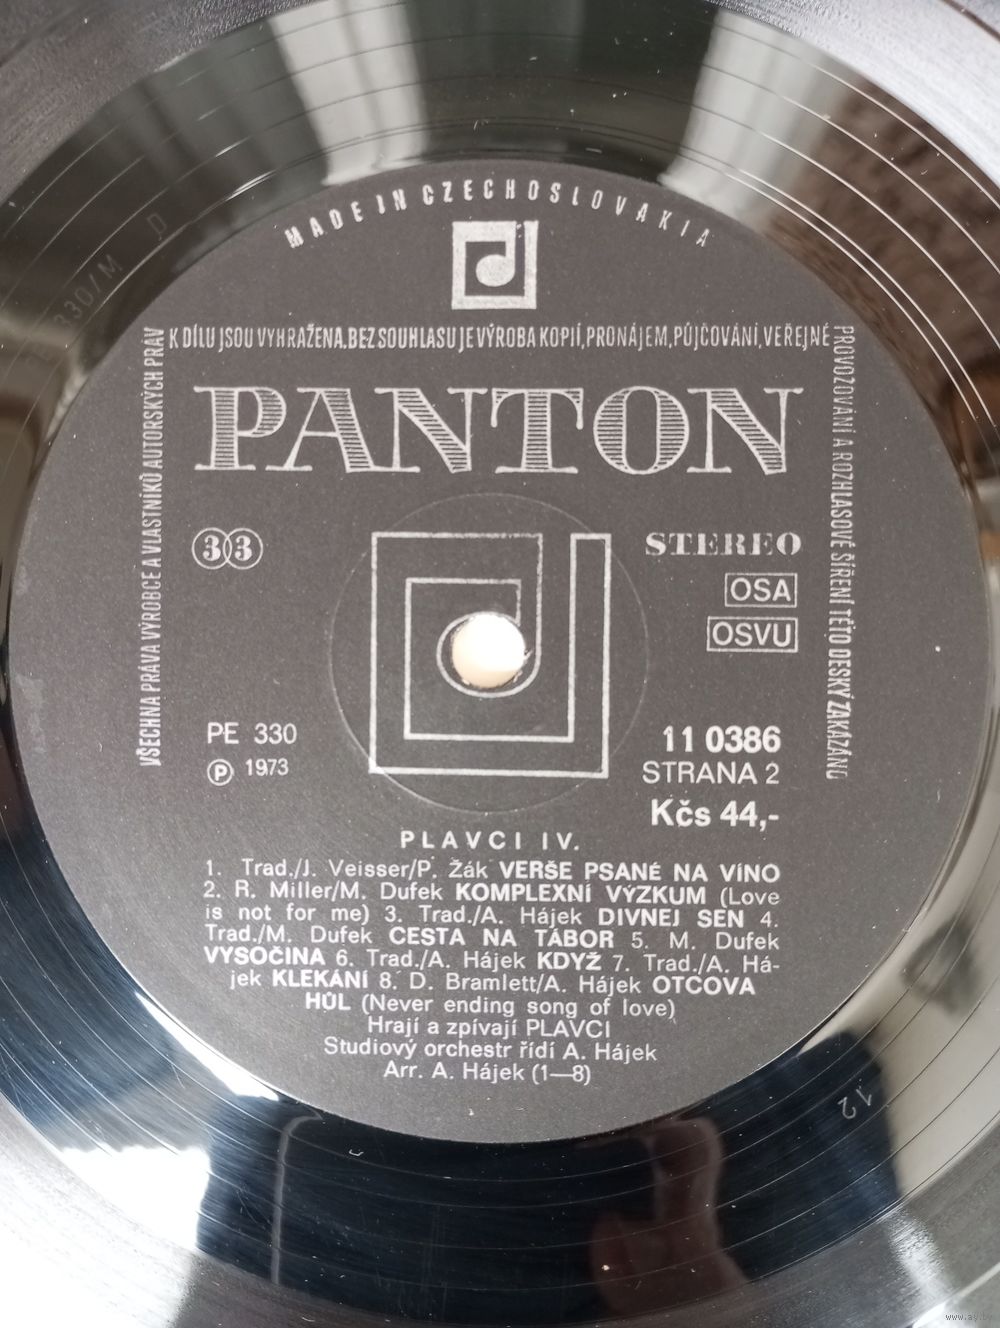 MADE IN CZECHOSLOVAKIA
VŠECHNA PRÁVA VÝROBCE A VLASTNÍKŮ AUTORSKÝCH PRÁV
K DÍLU JSOU VYHRAŽENA. BEZ SOUHLASU JE VÝROBA KOPIÍ, PRONÁJEM, PŮJČOVÁNÍ, VEŘEJNÉ
PROVOZOVÁNÍ A ROZHLASOVÉ ŠÍŘENÍ TÉTO DESKY ZAKÁZÁNO
PANTON
33
STEREO
OSA
OSVU
PE 330
Ⓟ 1973
11 0386
STRANA 2
Kčs 44,-
PLAVCI IV.
1. Trad./J. Veisser/P. Žák VERŠE PSANÉ NA VÍNO
2. R. Miller/M. Dufek KOMPLEXNÍ VÝZKUM (Love
is not for me) 3. Trad./A. Hájek DIVNEJ SEN 4.
Trad./M. Dufek CESTA NA TÁBOR 5. M. Dufek
VYSOČINA 6. Trad./A. Hájek KDYŽ 7. Trad./A. Há-
jek KLEKÁNÍ 8. D. Bramlett/A. Hájek OTCOVA
HŮL (Never ending song of love)
Hrají a zpívají PLAVCI
Studiový orchestr řídí A. Hájek
Arr. A. Hájek (1—8)
12